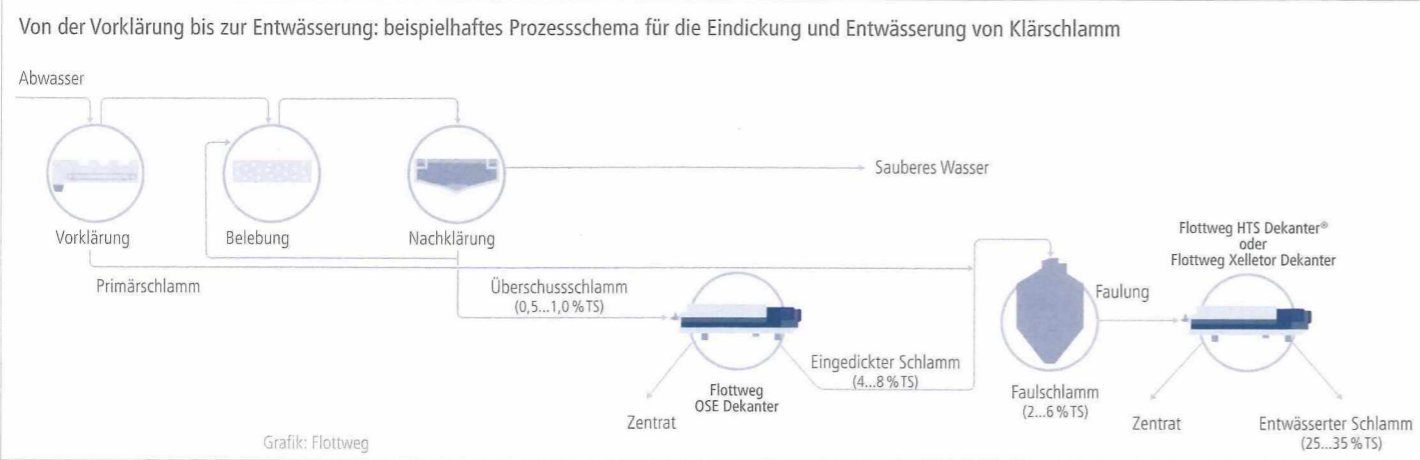 Von der Vorklärung bis zur Entwässerung: beispielhaftes Prozessschema für die Eindickung und Entwässerung von Klärschlamm
Abwasser
Sauberes Wasser
Vorklärung
Belebung
Nachklärung
Flottweg HTS Dekanter®
oder
Flottweg Xelletor Dekanter
Primärschlamm
Überschussschlamm
(0,5...1,0 % TS)
Faulung
Eingedickter Schlamm
(4...8 % TS)
Flottweg
OSE Dekanter
Faulschlamm
(2...6 % TS)
Zentrat
Zentrat
Entwässerter Schlamm
(25...35 % TS)
Grafik: Flottweg